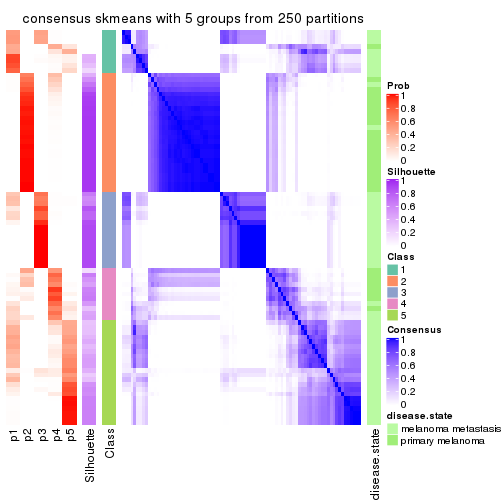 consensus skmeans with 5 groups from 250 partitions
Prob
1
0.8
0.6
0.4
0.2
0
Silhouette
1
0.8
0.6
0.4
0.2
0
Class
1
2
3
4
5
Consensus
1
0.8
0.6
0.4
0.2
0
disease.state
melanoma metastasis
primary melanoma
p1
p2
p3
p4
p5
Silhouette
Class
disease.state